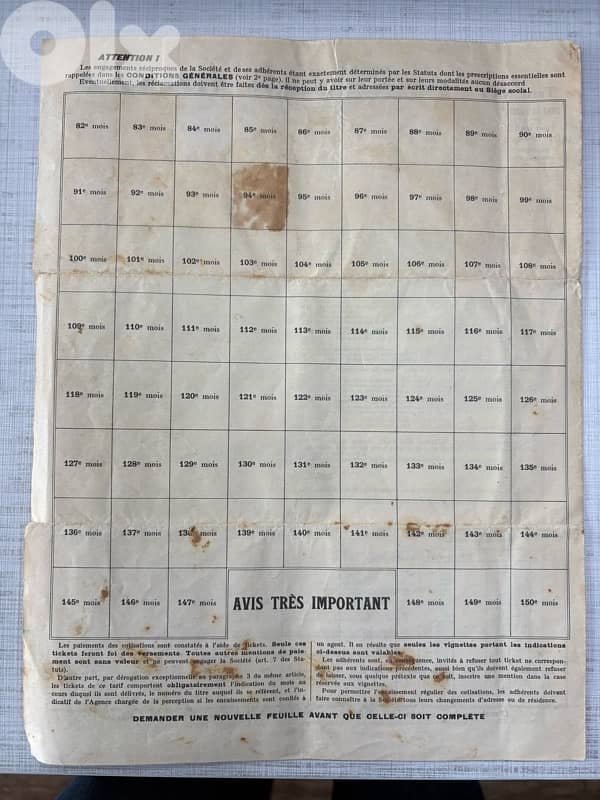 OLX
ATTENTION !
Les engagements réciproques de la Société et de ses adhérents étant exactement déterminés par les Statuts dont les prescriptions essentielles sont
rappelées dans les CONDITIONS GÉNÉRALES (voir 2e page). Il ne peut y avoir sur leur portée et sur leurs modalités aucun désaccord
Eventuellement, les réclamations doivent être faites dès la réception du titre et adressées par écrit directement au Siège social.
82e mois 83e mois 84e mois 85e mois 86e mois 87e mois 88e mois 89e mois 90e mois
91e mois 92e mois 93e mois 94e mois 95e mois 96e mois 97e mois 98e mois 99e mois
100e mois 101e mois 102e mois 103e mois 104e mois 105e mois 106e mois 107e mois 108e mois
109e mois 110e mois 111e mois 112e mois 113e mois 114e mois 115e mois 116e mois 117e mois
118e mois 119e mois 120e mois 121e mois 122e mois 123e mois 124e mois 125e mois 126e mois
127e mois 128e mois 129e mois 130e mois 131e mois 132e mois 133e mois 134e mois 135e mois
136e mois 137e mois 138e mois 139e mois 140e mois 141e mois 142e mois 143e mois 144e mois
145e mois 146e mois 147e mois AVIS TRÈS IMPORTANT 148e mois 149e mois 150e mois
Les paiements des cotisations sont constatés à l'aide de tickets. Seuls ces
tickets feront foi des versements. Toutes autres mentions de paie-
ment sont sans valeur et ne peuvent engager la Société (art. 7 des Sta-
tuts).
D'autre part, par dérogation exceptionnelle au paragraphe 3 du même article,
les tickets de ce tarif comportent obligatoirement l'indication du mois au
cours duquel ils sont délivrés, le numéro du titre auquel ils se réfèrent, et l'in-
dicatif de l'Agence chargée de la perception si les encaissements sont confiés à
un agent. Il en résulte que seules les vignettes portant les indications
ci-dessus sont valables.
Les adhérents sont, en conséquence, invités à refuser tout ticket ne correspon-
dant pas aux indications précédentes, aussi bien qu'ils doivent également refuser
de laisser, sous quelque prétexte que ce soit, inscrire une mention dans la case
réservée aux vignettes.
Pour permettre l'encaissement régulier des cotisations, les adhérents doivent
faire connaître à la Société tous leurs changements d'adresse ou de résidence.
DEMANDER UNE NOUVELLE FEUILLE AVANT QUE CELLE-CI SOIT COMPLÈTE